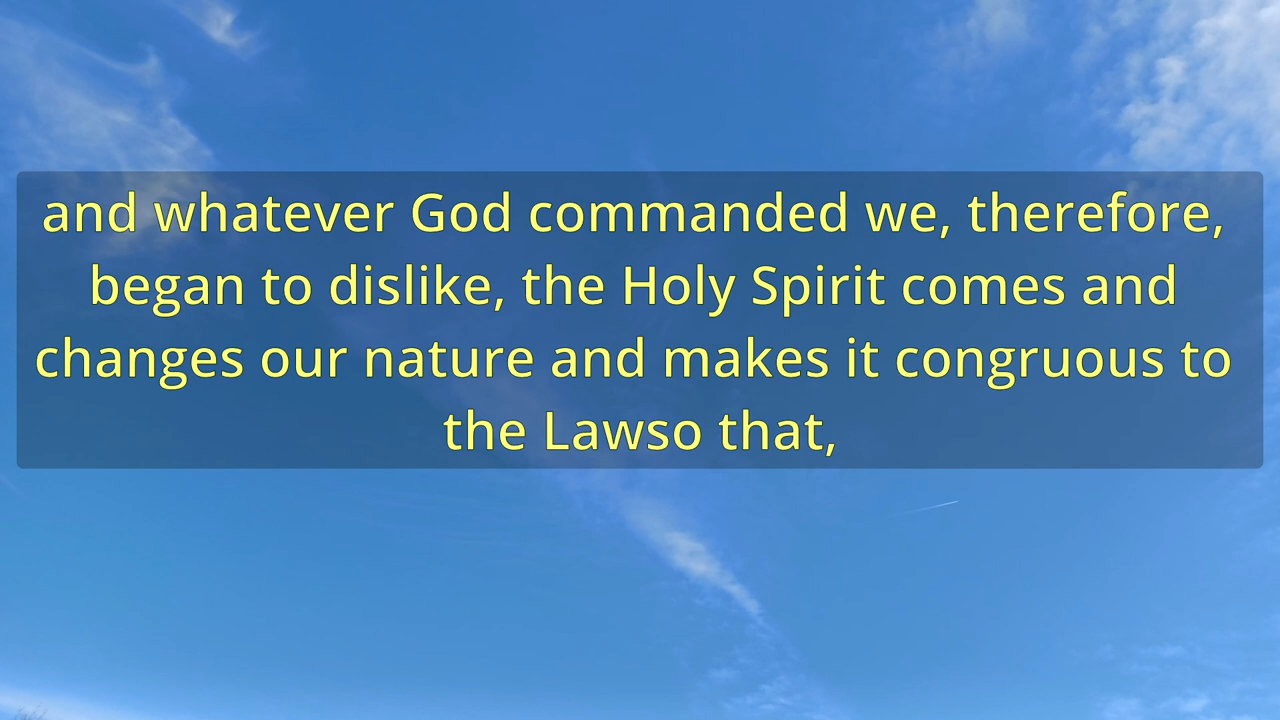 and whatever God commanded we, therefore,
began to dislike, the Holy Spirit comes and
changes our nature and makes it congruous to
the Lawso that,